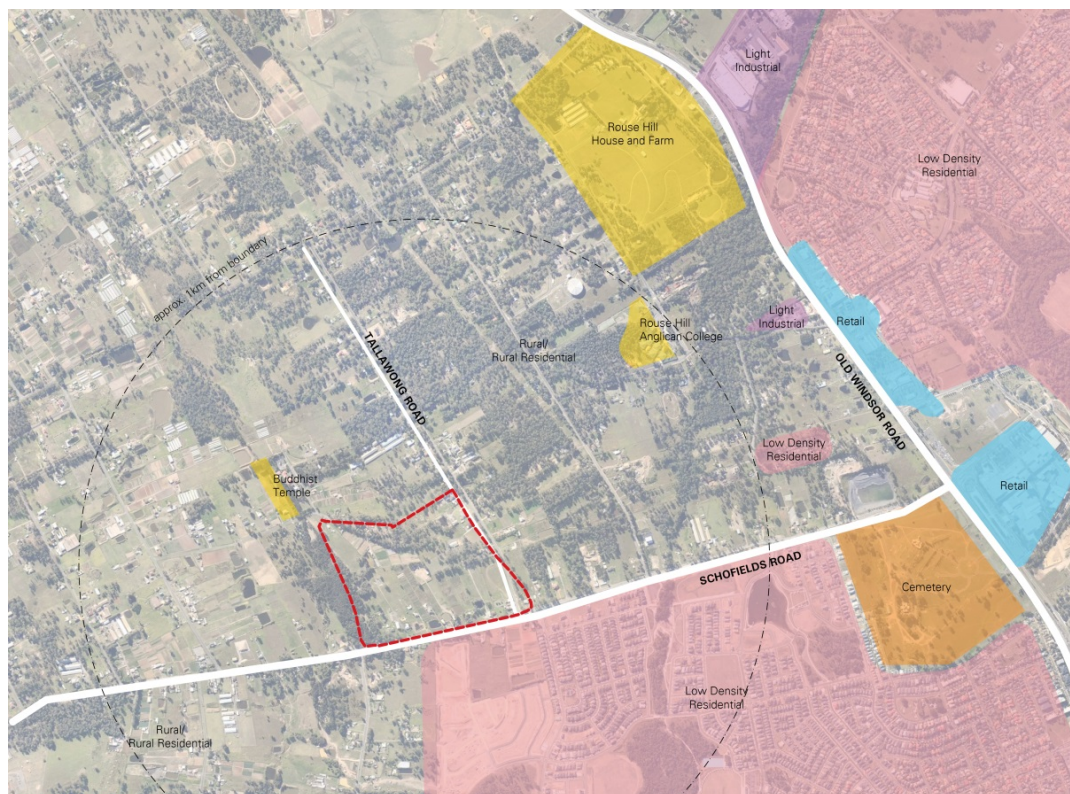 Light
Industrial
Rouse Hill
House and Farm
Low Density
Residential
approx. 1km from boundary
TALLAWONG ROAD
Rural/
Rural Residential
Rouse Hill
Anglican College
Light
Industrial
Retail
OLD WINDSOR ROAD
Low Density
Residential
Buddhist
Temple
Retail
SCHOFIELDS ROAD
Cemetery
Low Density
Residential
Rural/
Rural Residential